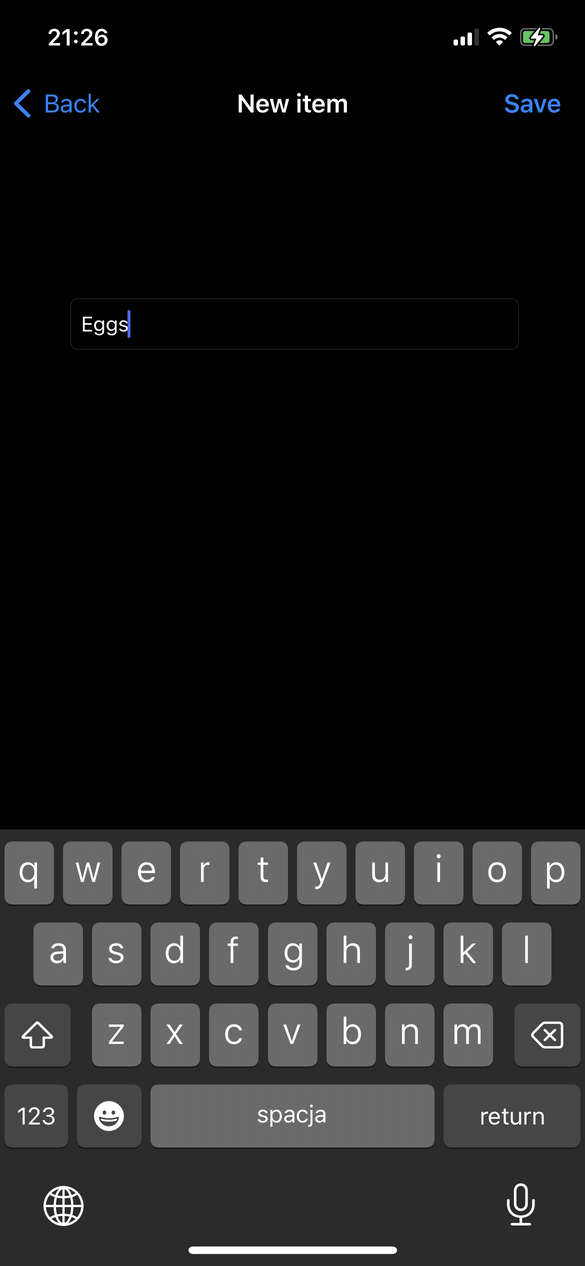 21:26
Back New item Save
Eggs
q w e r t y u i o p
a s d f g h j k l
z x c v b n m
123 spacja return